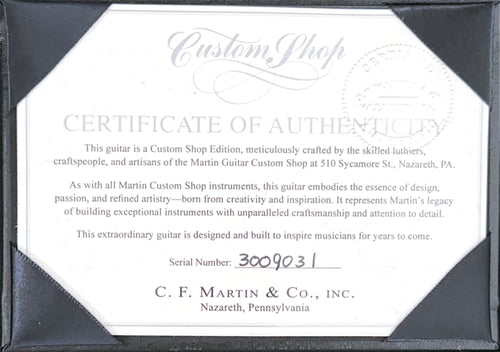 Custom Shop
CERTIFICATE OF AUTHENTICITY
This guitar is a Custom Shop Edition, meticulously crafted by the skilled luthiers,
craftspeople, and artisans of the Martin Guitar Custom Shop at 510 Sycamore St., Nazareth, PA.
As with all Martin Custom Shop instruments, this guitar embodies the essence of design,
passion, and refined artistry—born from creativity and inspiration. It represents Martin's legacy
of building exceptional instruments with unparalleled craftsmanship and attention to detail.
This extraordinary guitar is designed and built to inspire musicians for years to come.
Serial Number: 3009031
C. F. MARTIN & CO., INC.
Nazareth, Pennsylvania